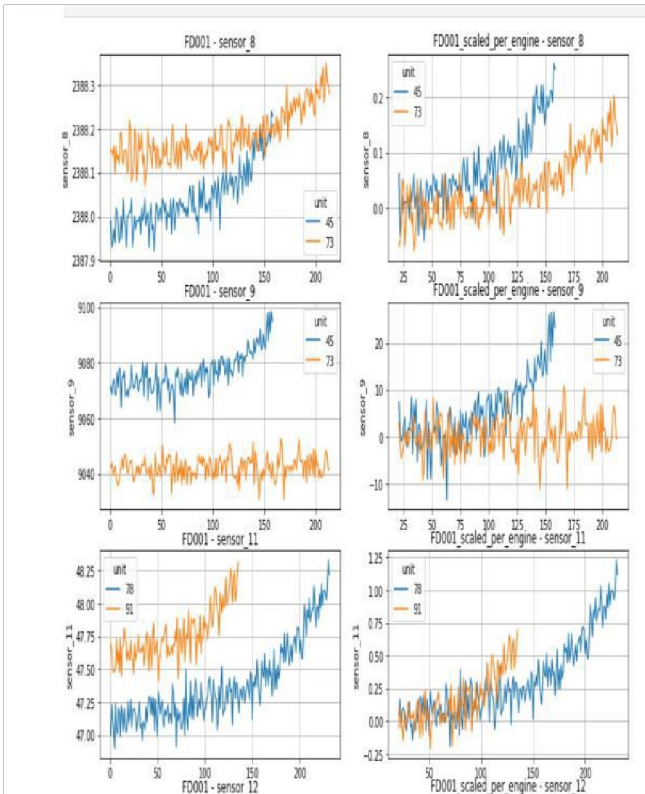 FD001 - sensor_8
FD001_scaled_per_engine - sensor_8
sensor_8
2388.3
2388.2
2388.1
2388.0
2387.9
0 50 100 150 200
unit
45
73
sensor_8
0.2
0.1
0.0
25 50 75 100 125 150 175 200
unit
45
73
FD001 - sensor_9
FD001_scaled_per_engine - sensor_9
sensor_9
9100
9080
9060
9040
0 50 100 150 200
unit
45
73
sensor_9
20
10
0
−10
25 50 75 100 125 150 175 200
unit
45
73
FD001 - sensor_11
FD001_scaled_per_engine - sensor_11
sensor_11
48.25
48.00
47.75
47.50
47.25
47.00
0 50 100 150 200
unit
78
91
sensor_11
1.25
1.00
0.75
0.50
0.25
0.00
−0.25
50 100 150 200
unit
78
91
FD001 - sensor_12
FD001_scaled_per_engine - sensor_12